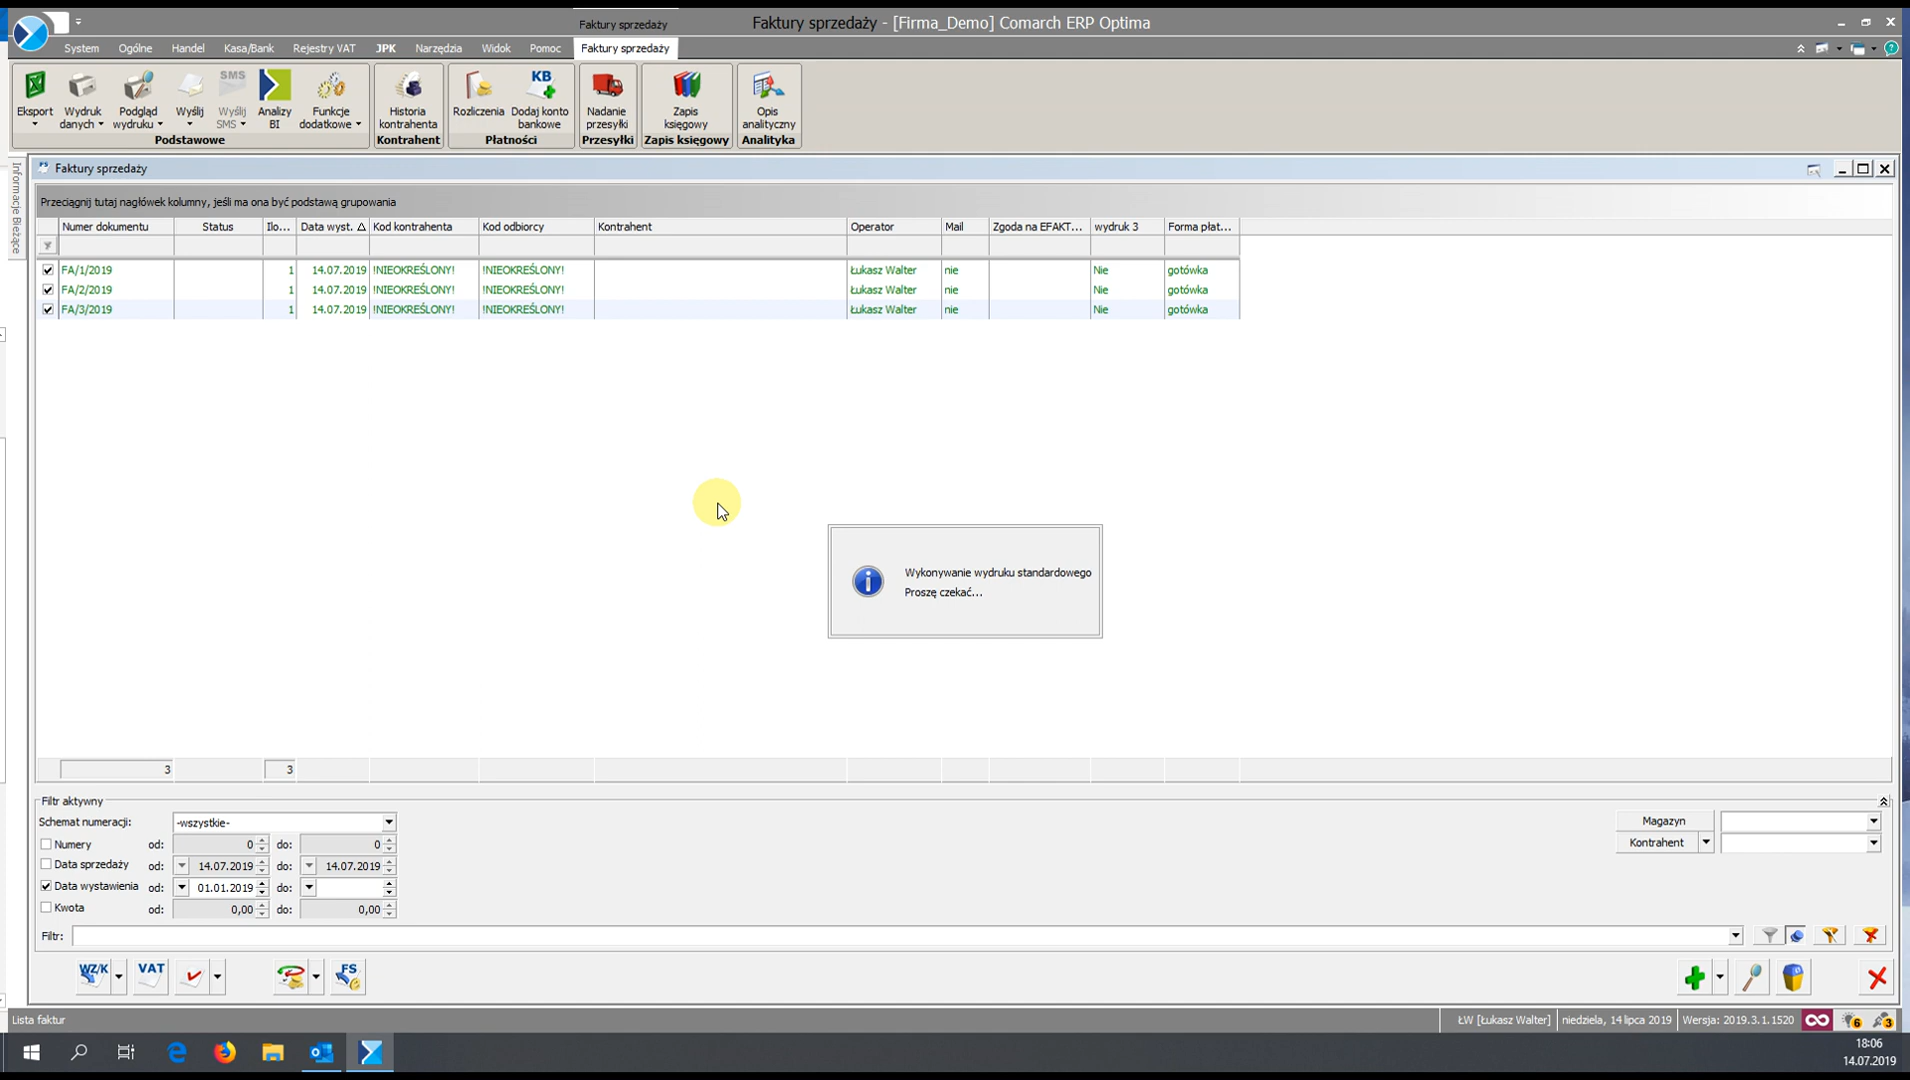 Faktury sprzedaży
Faktury sprzedaży - [Firma_Demo] Comarch ERP Optima
System Ogólne Handel Kasa/Bank Rejestry VAT JPK Narzędzia Widok Pomoc Faktury sprzedaży
Eksport
Wydruk danych
Podgląd wydruku
Wyślij
SMS
Wyślij SMS
Analizy BI
Funkcje dodatkowe
Podstawowe
Historia kontrahenta
Kontrahent
Rozliczenia
KB
Dodaj konto bankowe
Płatności
Nadanie przesyłki
Przesyłki
Zapis księgowy
Zapis księgowy
Opis analityczny
Analityka
Informacje Bieżące
FS
Faktury sprzedaży
Przeciągnij tutaj nagłówek kolumny, jeśli ma ona być podstawą grupowania
Numer dokumentu Status Ilo... Data wyst. Kod kontrahenta Kod odbiorcy Kontrahent Operator Mail Zgoda na EFAKT... wydruk 3 Forma płat...
FA/1/2019 1 14.07.2019 !NIEOKREŚLONY! !NIEOKREŚLONY! Łukasz Walter nie Nie gotówka
FA/2/2019 1 14.07.2019 !NIEOKREŚLONY! !NIEOKREŚLONY! Łukasz Walter nie Nie gotówka
FA/3/2019 1 14.07.2019 !NIEOKREŚLONY! !NIEOKREŚLONY! Łukasz Walter nie Nie gotówka
Wykonywanie wydruku standardowego
Proszę czekać...
3 3
Filtr aktywny
Schemat numeracji: -wszystkie- Magazyn
Numery od: 0 do: 0 Kontrahent
Data sprzedaży od: 14.07.2019 do: 14.07.2019
Data wystawienia od: 01.01.2019 do:
Kwota od: 0,00 do: 0,00
Filtr:
WZ/K VAT FS
Lista faktur ŁW [Łukasz Walter] niedziela, 14 lipca 2019 Wersja: 2019.3.1.1520 6 3
18:06
14.07.2019